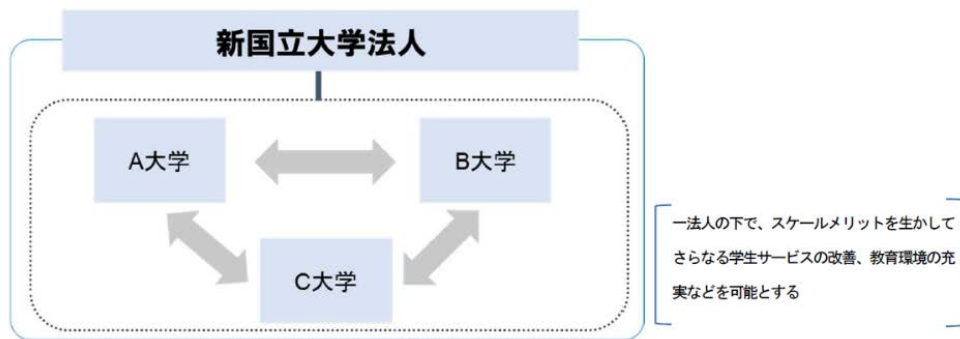 新国立大学法人
A大学
B大学
C大学
一法人の下で、スケールメリットを生かして
さらなる学生サービスの改善、教育環境の充
実などを可能とする